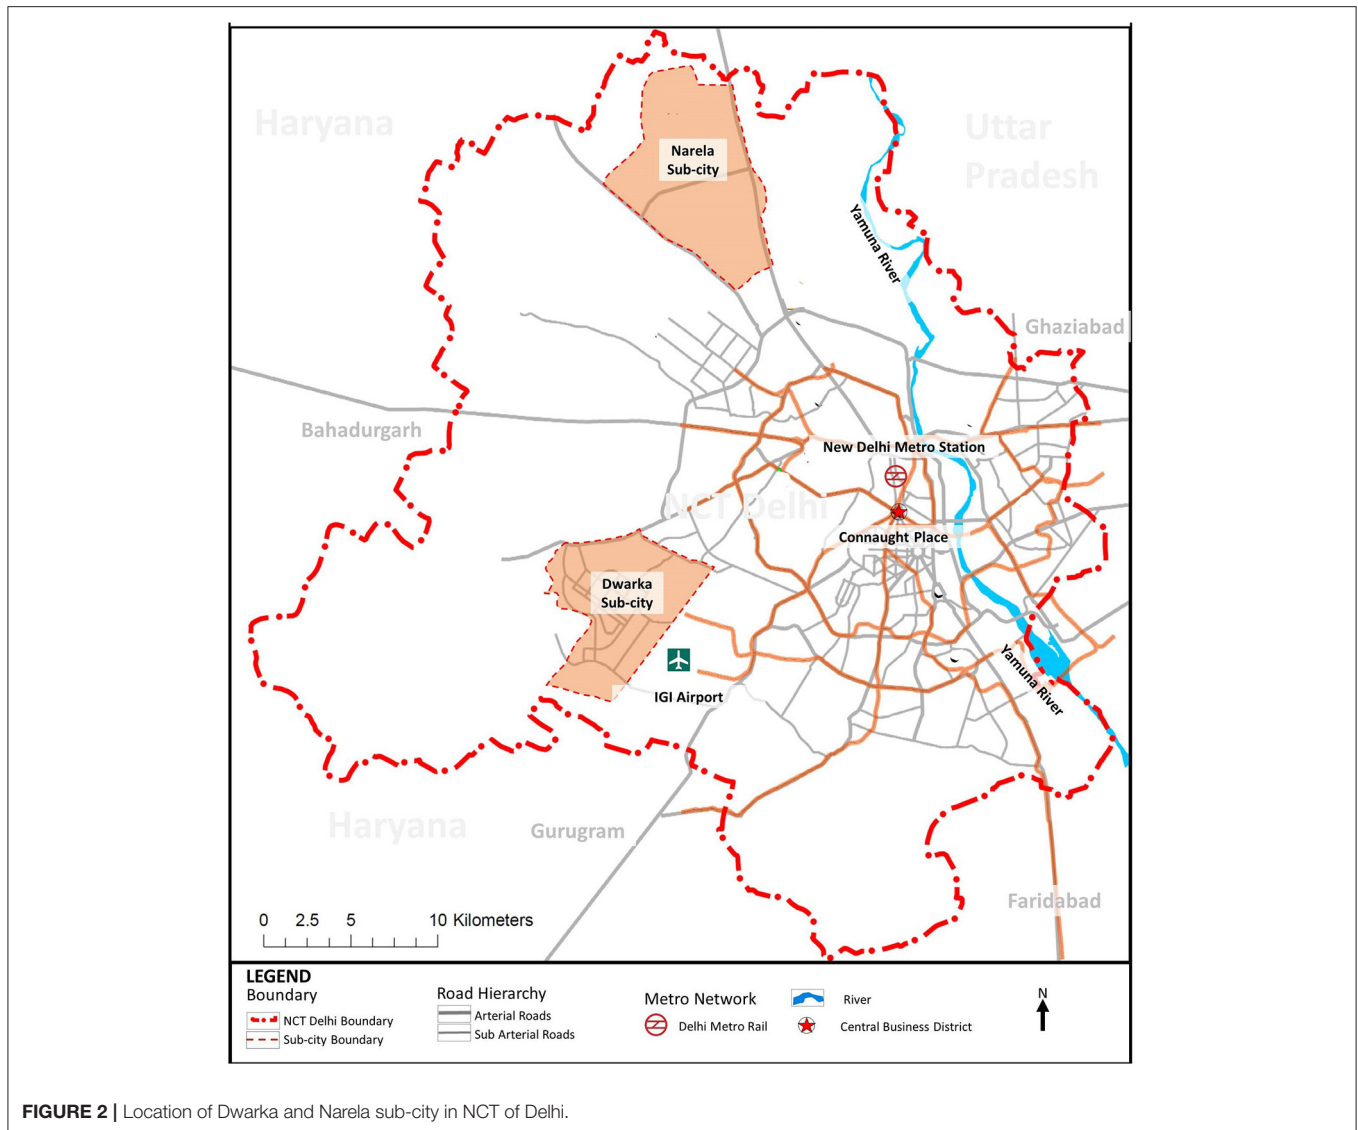 Haryana
Uttar
Pradesh
Narela
Sub-city
Yamuna River
Ghaziabad
Bahadurgarh
New Delhi Metro Station
NCT Delhi
Connaught Place
Dwarka
Sub-city
IGI Airport
Yamuna River
Haryana
Gurugram
Faridabad
0 2.5 5 10 Kilometers
LEGEND
Boundary
NCT Delhi Boundary
Sub-city Boundary
Road Hierarchy
Arterial Roads
Sub Arterial Roads
Metro Network
Delhi Metro Rail
River
Central Business District
N
FIGURE 2 | Location of Dwarka and Narela sub-city in NCT of Delhi.